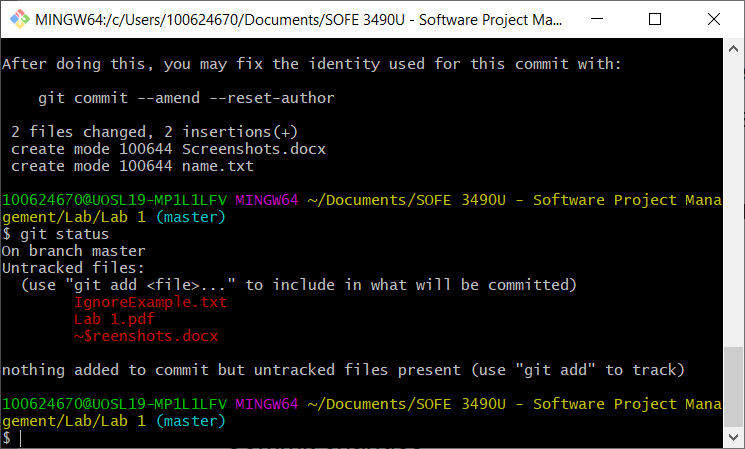 MINGW64:/c/Users/100624670/Documents/SOFE 3490U - Software Project Ma...
After doing this, you may fix the identity used for this commit with:
    git commit --amend --reset-author
 2 files changed, 2 insertions(+)
 create mode 100644 Screenshots.docx
 create mode 100644 name.txt
100624670@UOSL19-MP1L1LFV MINGW64 ~/Documents/SOFE 3490U - Software Project Mana
gement/Lab/Lab 1 (master)
$ git status
On branch master
Untracked files:
  (use "git add <file>..." to include in what will be committed)
        IgnoreExample.txt
        Lab 1.pdf
        ~$reenshots.docx
nothing added to commit but untracked files present (use "git add" to track)
100624670@UOSL19-MP1L1LFV MINGW64 ~/Documents/SOFE 3490U - Software Project Mana
gement/Lab/Lab 1 (master)
$